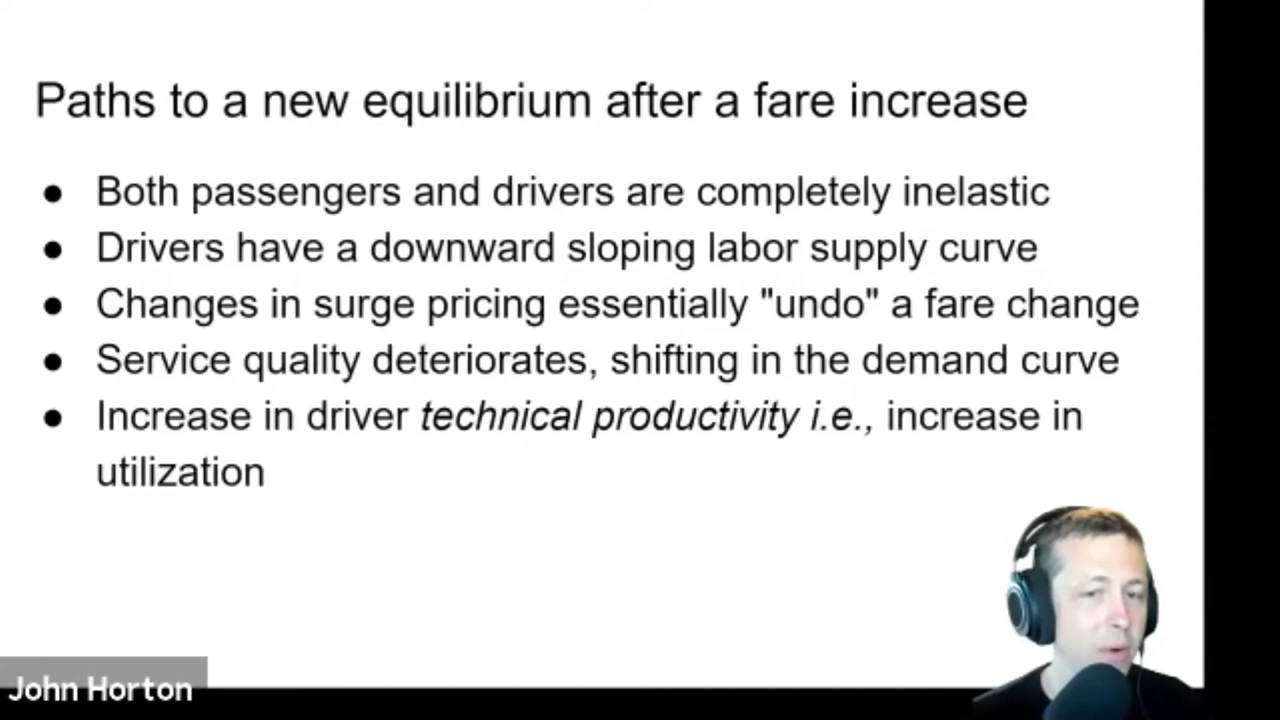 Paths to a new equilibrium after a fare increase
● Both passengers and drivers are completely inelastic
● Drivers have a downward sloping labor supply curve
● Changes in surge pricing essentially "undo" a fare change
● Service quality deteriorates, shifting in the demand curve
● Increase in driver technical productivity i.e., increase in
utilization
John Horton